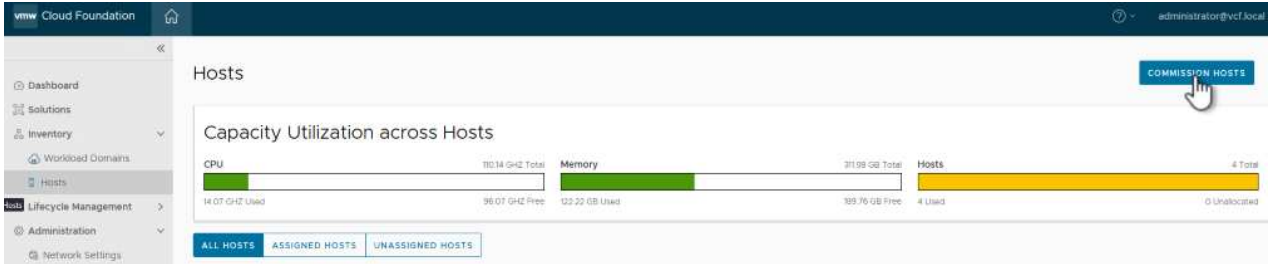 vmw Cloud Foundation
administrator@vcf.local
Dashboard
Solutions
Inventory
Workload Domains
Hosts
Hosts
Lifecycle Management
Administration
Network Settings
Hosts
COMMISSION HOSTS
Capacity Utilization across Hosts
CPU 110.14 GHZ Total
14.07 GHZ Used 96.07 GHZ Free
Memory 311.98 GB Total
122.22 GB Used 189.76 GB Free
Hosts 4 Total
4 Used 0 Unallocated
ALL HOSTS ASSIGNED HOSTS UNASSIGNED HOSTS